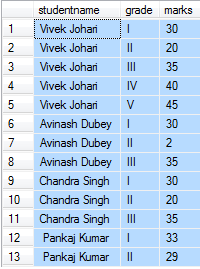 studentname grade marks
1 Vivek Johari I 30
2 Vivek Johari II 20
3 Vivek Johari III 35
4 Vivek Johari IV 40
5 Vivek Johari V 45
6 Avinash Dubey I 30
7 Avinash Dubey II 2
8 Avinash Dubey III 35
9 Chandra Singh I 30
10 Chandra Singh II 20
11 Chandra Singh III 35
12 Pankaj Kumar I 33
13 Pankaj Kumar II 29